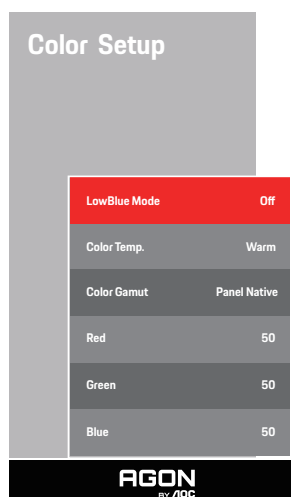 Color Setup
LowBlue Mode Off
Color Temp. Warm
Color Gamut Panel Native
Red 50
Green 50
Blue 50
AGON
BY AOC